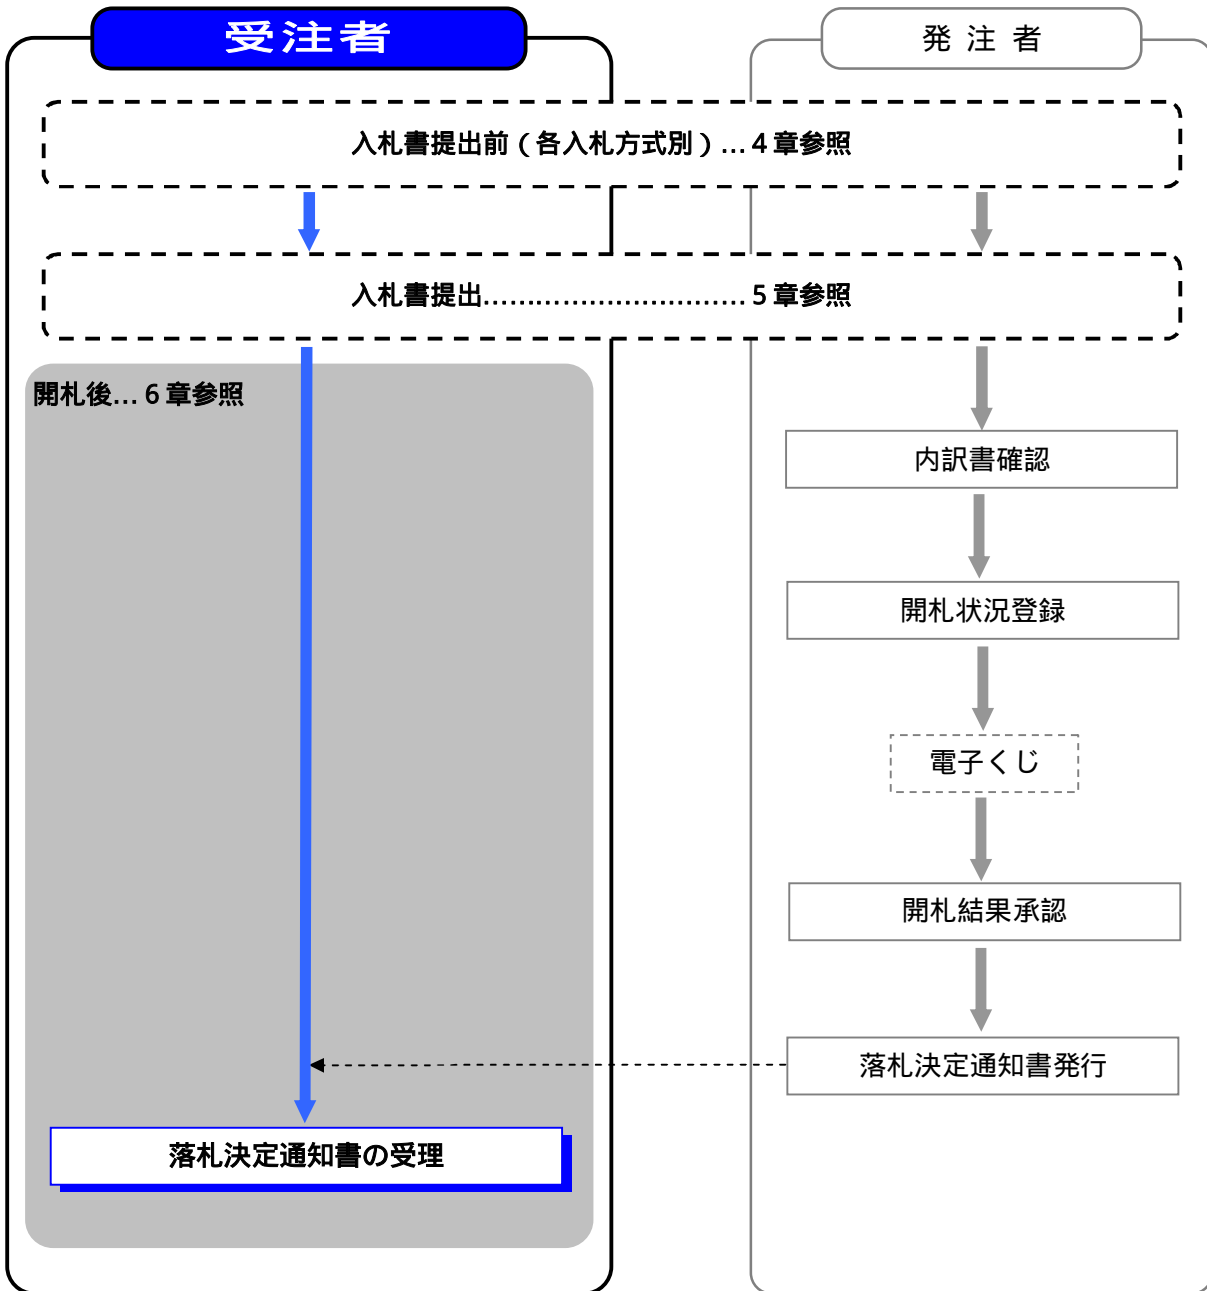 受注者
発 注 者
入札書提出前（各入札方式別）…４章参照
入札書提出………………………… ５章参照
開札後…６章参照
内訳書確認
開札状況登録
電子くじ
開札結果承認
落札決定通知書発行
落札決定通知書の受理